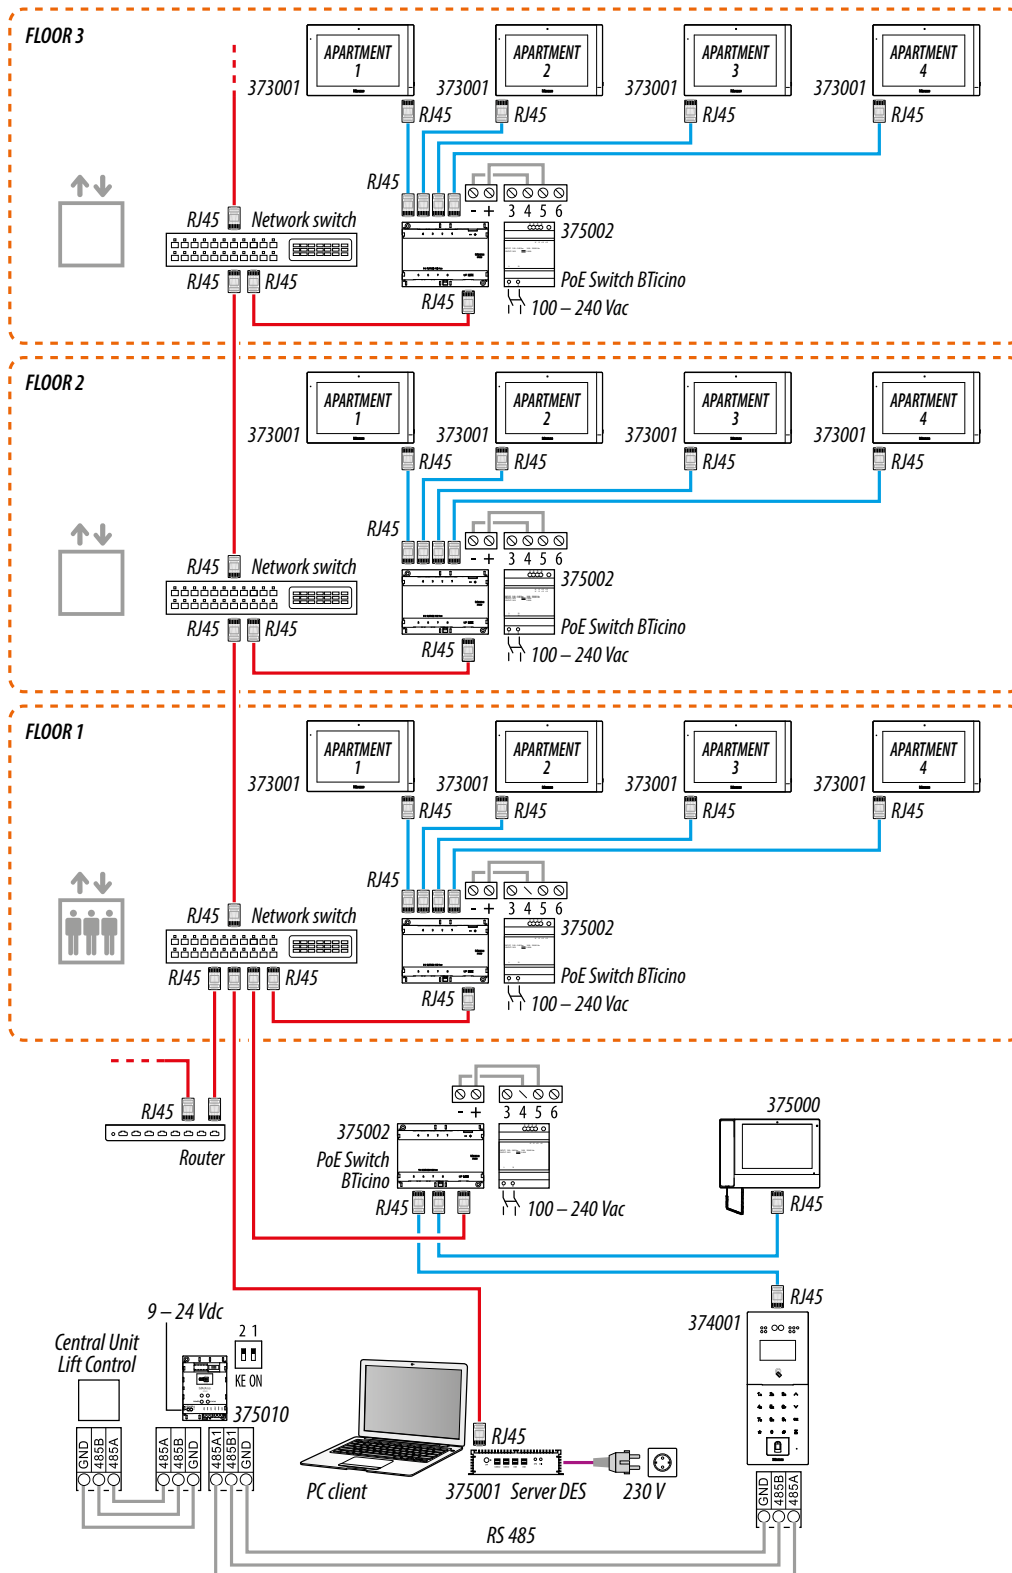 FLOOR 3
APARTMENT 1
APARTMENT 2
APARTMENT 3
APARTMENT 4
373001 373001 373001 373001
RJ45 RJ45 RJ45 RJ45
RJ45
- + 3 4 5 6
RJ45 Network switch
375002
RJ45 RJ45
PoE Switch BTicino
RJ45
100 – 240 Vac
FLOOR 2
APARTMENT 1
APARTMENT 2
APARTMENT 3
APARTMENT 4
373001 373001 373001 373001
RJ45 RJ45 RJ45 RJ45
RJ45
- + 3 4 5 6
RJ45 Network switch
375002
RJ45 RJ45
PoE Switch BTicino
RJ45
100 – 240 Vac
FLOOR 1
APARTMENT 1
APARTMENT 2
APARTMENT 3
APARTMENT 4
373001 373001 373001 373001
RJ45 RJ45 RJ45 RJ45
RJ45
- + 3 4 5 6
RJ45 Network switch
375002
RJ45 RJ45
PoE Switch BTicino
RJ45
100 – 240 Vac
- + 3 4 5 6
RJ45
Router
375002
PoE Switch
BTicino
375000
RJ45
100 – 240 Vac
RJ45
RJ45
374001
9 – 24 Vdc
2 1
KE ON
Central Unit
Lift Control
375010
GND 485B 485A
485A 485B GND
485A1 485B1 GND
PC client
RJ45
375001 Server DES
230 V
GND 485B 485A
RS 485